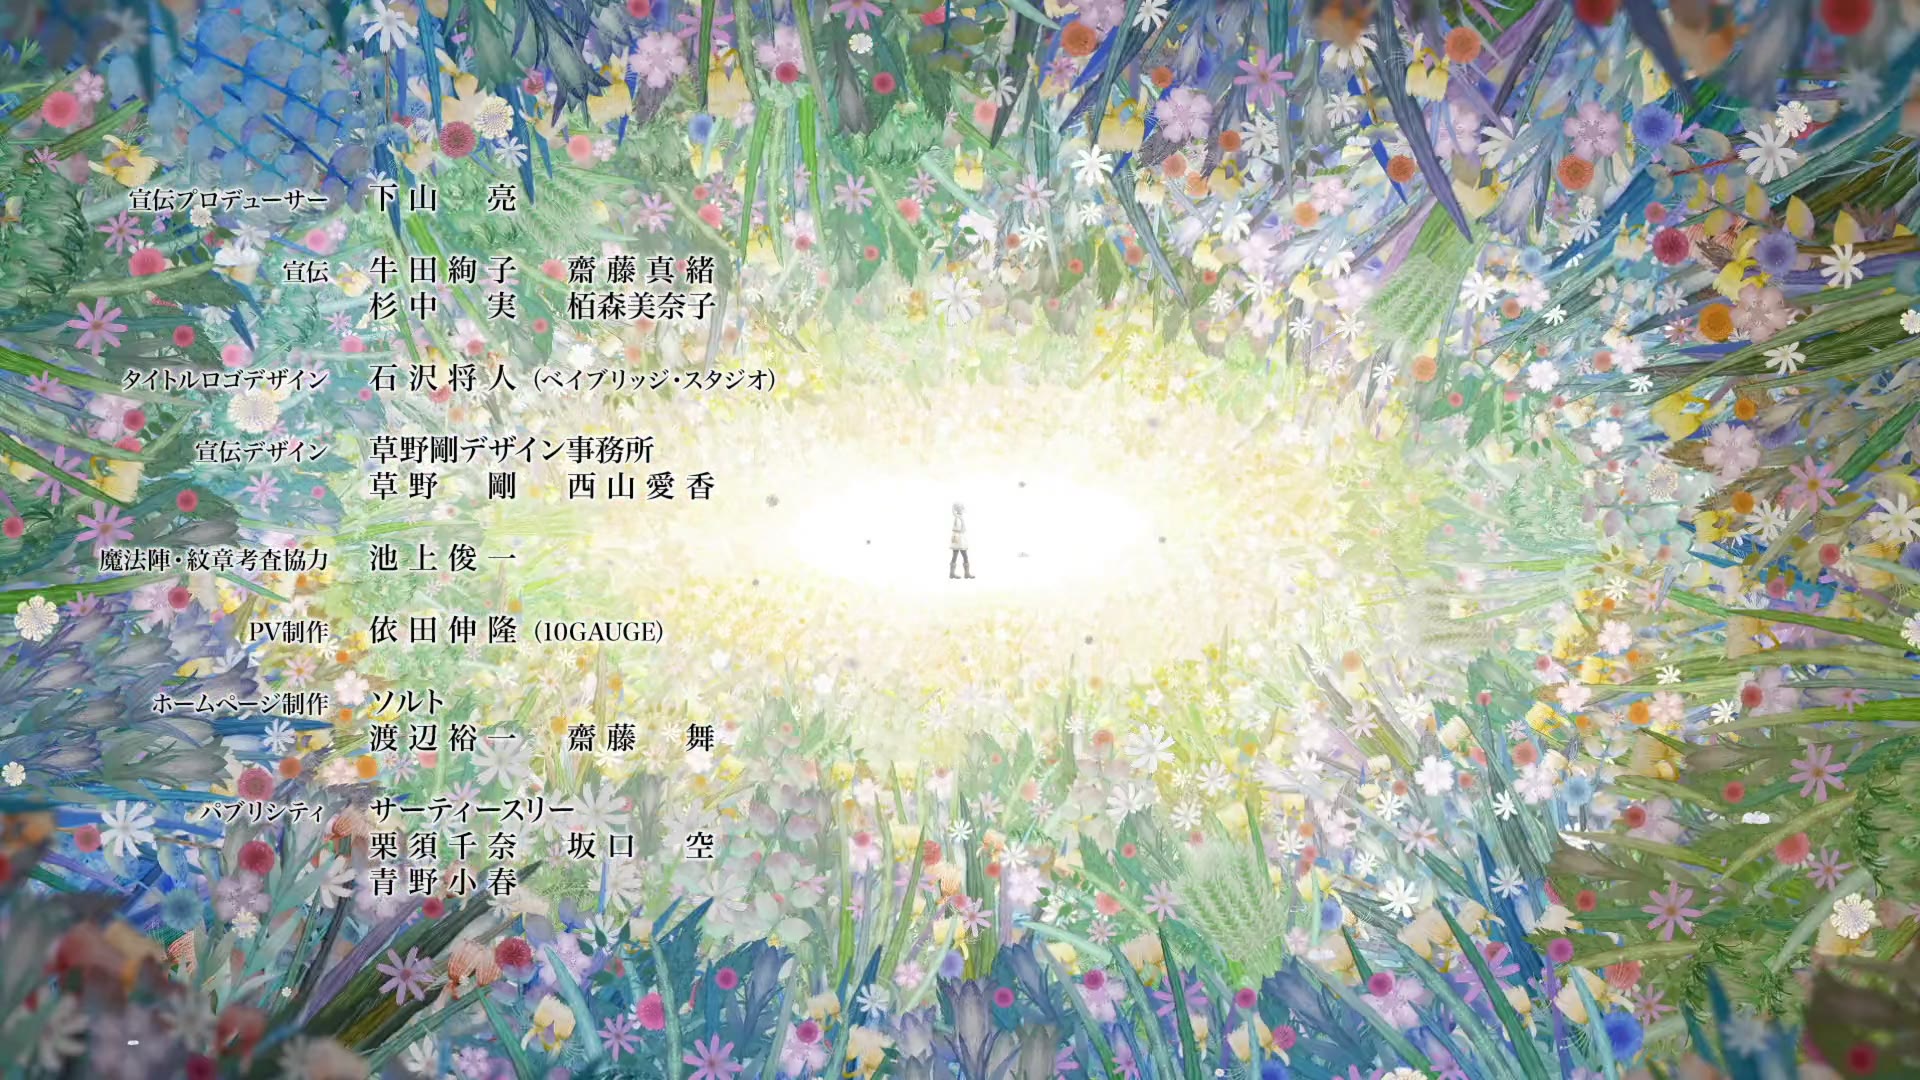 宣伝プロデューサー 下山 亮
宣伝 牛田絢子 齋藤真緒
杉中 実 栢森美奈子
タイトルロゴデザイン 石沢将人（ベイブリッジ・スタジオ）
宣伝デザイン 草野剛デザイン事務所
草野 剛 西山愛香
魔法陣・紋章考査協力 池上俊一
PV制作 依田伸隆（10GAUGE）
ホームページ制作 ソルト
渡辺裕一 齋藤 舞
パブリシティ サーティースリー
栗須千奈 坂口 空
青野小春